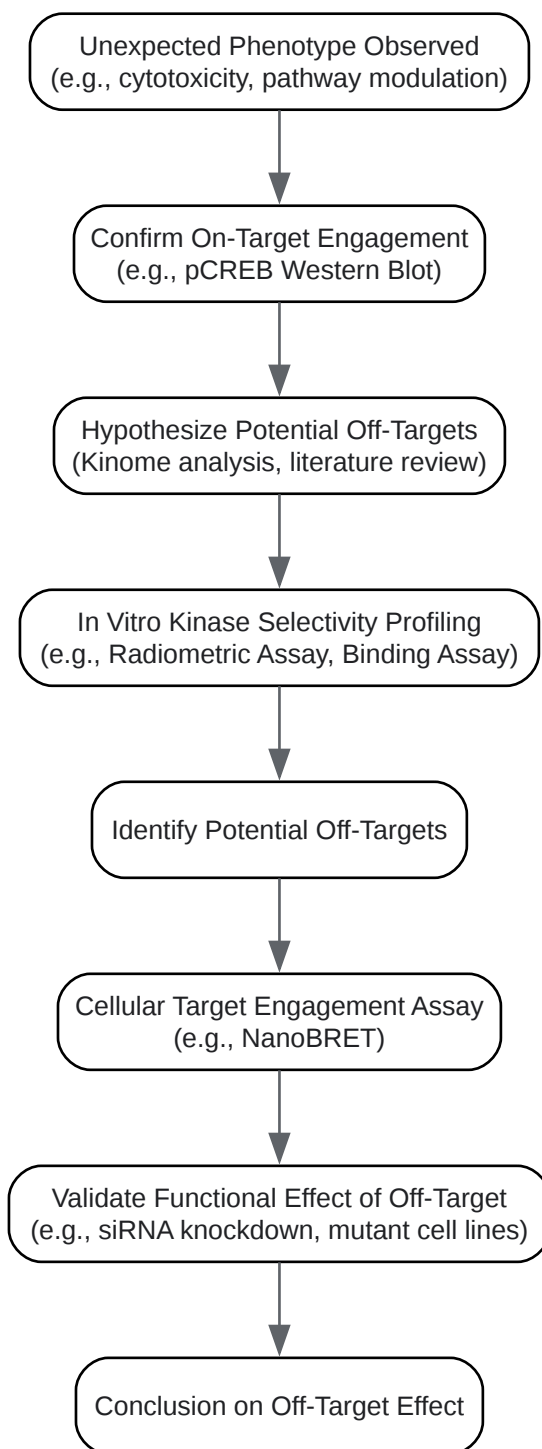 Unexpected Phenotype Observed
(e.g., cytotoxicity, pathway modulation)
Confirm On-Target Engagement
(e.g., pCREB Western Blot)
Hypothesize Potential Off-Targets
(Kinome analysis, literature review)
In Vitro Kinase Selectivity Profiling
(e.g., Radiometric Assay, Binding Assay)
Identify Potential Off-Targets
Cellular Target Engagement Assay
(e.g., NanoBRET)
Validate Functional Effect of Off-Target
(e.g., siRNA knockdown, mutant cell lines)
Conclusion on Off-Target Effect